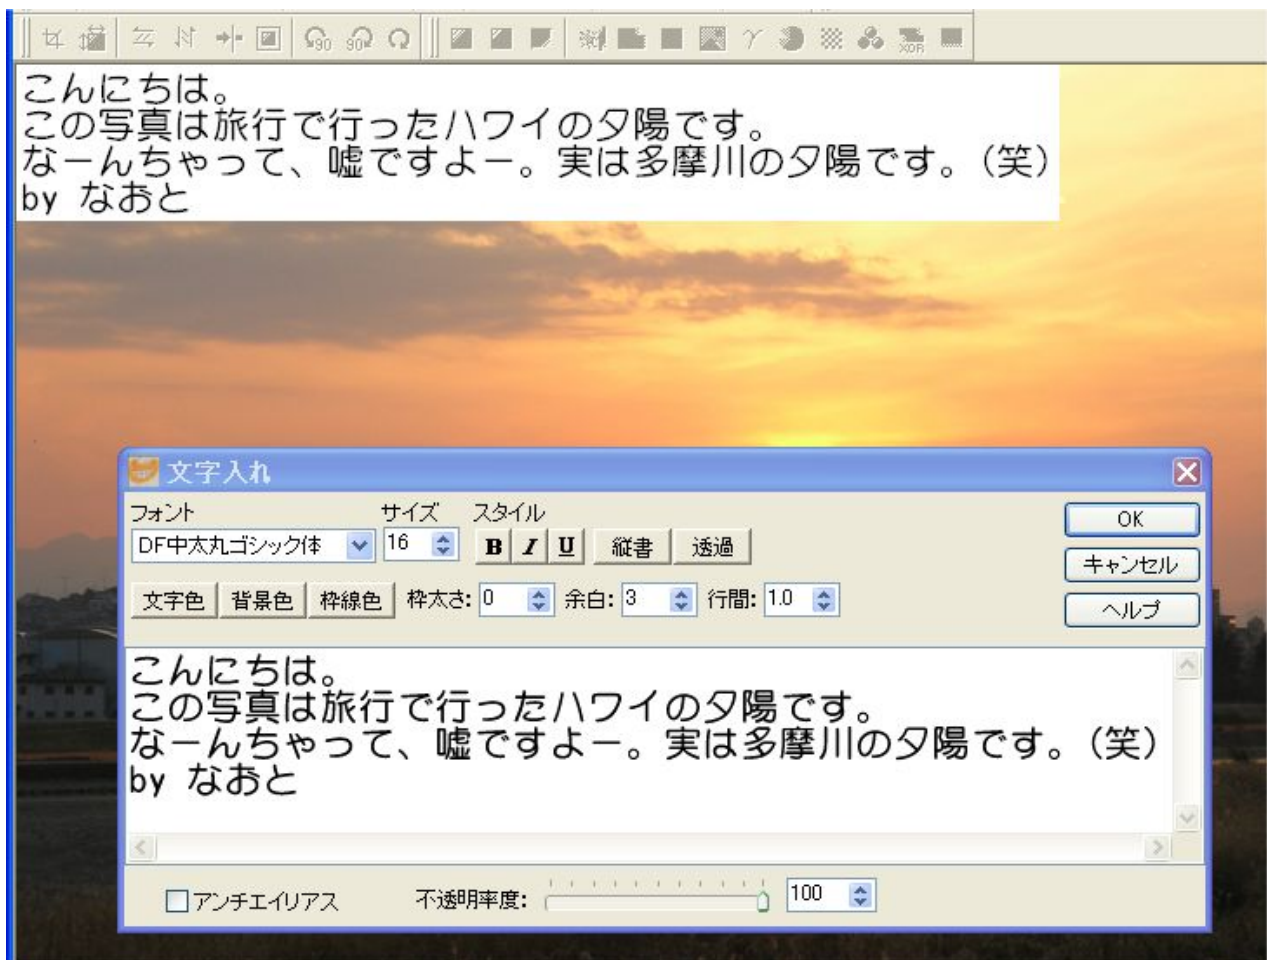 90 90 XOR
こんにちは。
この写真は旅行で行ったハワイの夕陽です。
なーんちゃって、嘘ですよー。実は多摩川の夕陽です。(笑)
by なおと
文字入れ
フォント サイズ スタイル
DF中太丸ゴシック体 16 B I U 縦書 透過 OK
キャンセル
文字色 背景色 枠線色 枠太さ: 0 余白: 3 行間: 1.0 ヘルプ
こんにちは。
この写真は旅行で行ったハワイの夕陽です。
なーんちゃって、嘘ですよー。実は多摩川の夕陽です。(笑)
by なおと
アンチエイリアス 不透明率度: 100